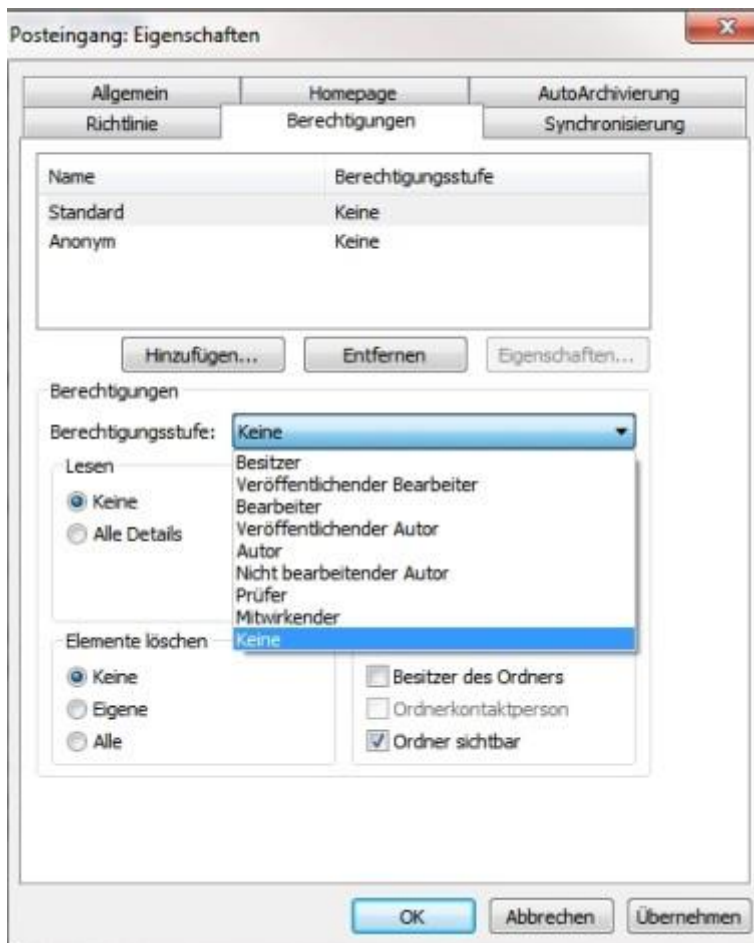 Posteingang: Eigenschaften
Allgemein Homepage AutoArchivierung
Richtlinie Berechtigungen Synchronisierung
Name Berechtigungsstufe
Standard Keine
Anonym Keine
Hinzufügen... Entfernen Eigenschaften...
Berechtigungen
Berechtigungsstufe: Keine
Besitzer
Veröffentlichender Bearbeiter
Bearbeiter
Veröffentlichender Autor
Autor
Nicht bearbeitender Autor
Prüfer
Mitwirkender
Keine
Lesen
Keine
Alle Details
Elemente löschen
Keine
Eigene
Alle
Besitzer des Ordners
Ordnerkontaktperson
Ordner sichtbar
OK Abbrechen Übernehmen